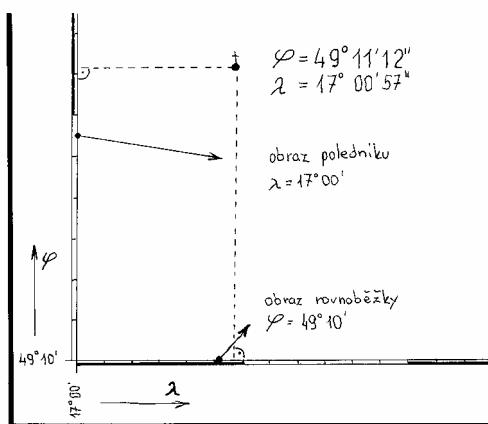 φ = 49° 11' 12"
λ = 17° 00' 57"
obraz poledníku
λ = 17° 00'
φ
obraz rovnoběžky
φ = 49° 10'
49° 10'
17° 00'
λ